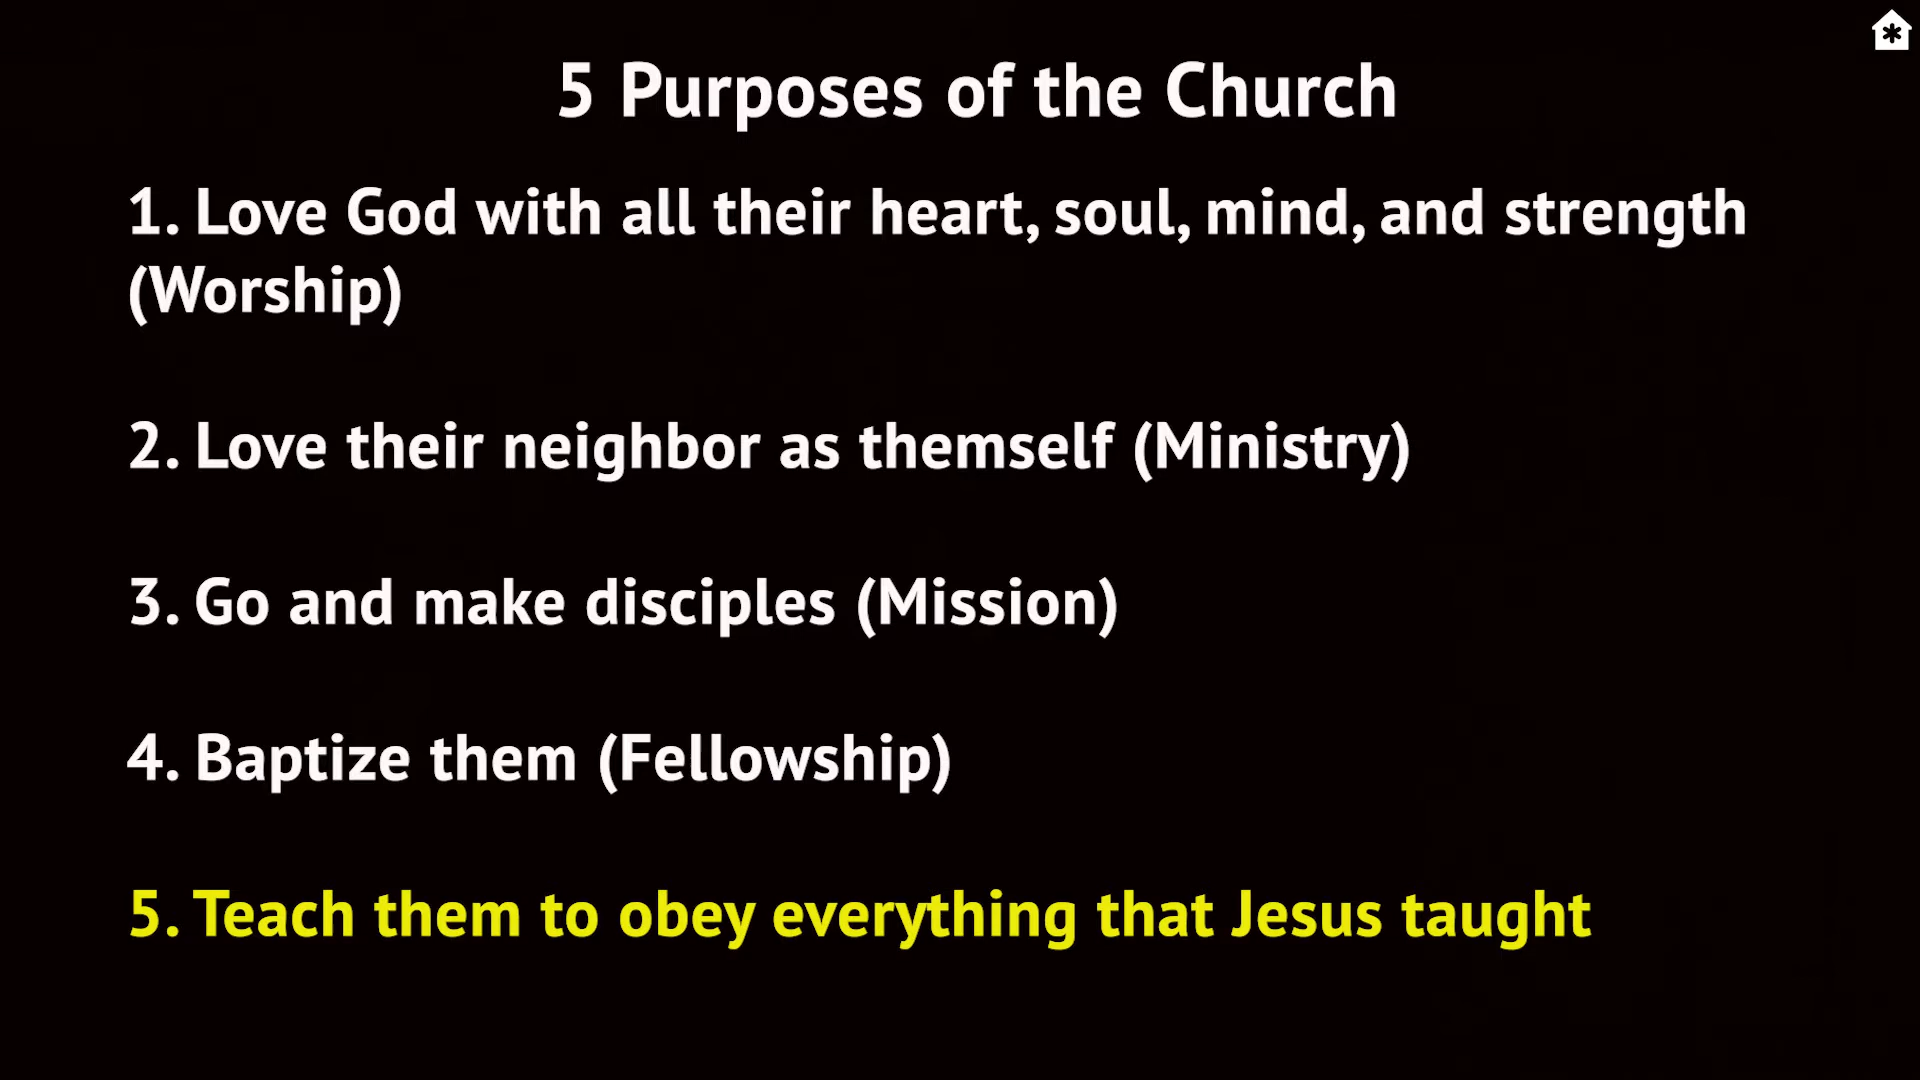 5 Purposes of the Church
1. Love God with all their heart, soul, mind, and strength
(Worship)
2. Love their neighbor as themself (Ministry)
3. Go and make disciples (Mission)
4. Baptize them (Fellowship)
5. Teach them to obey everything that Jesus taught